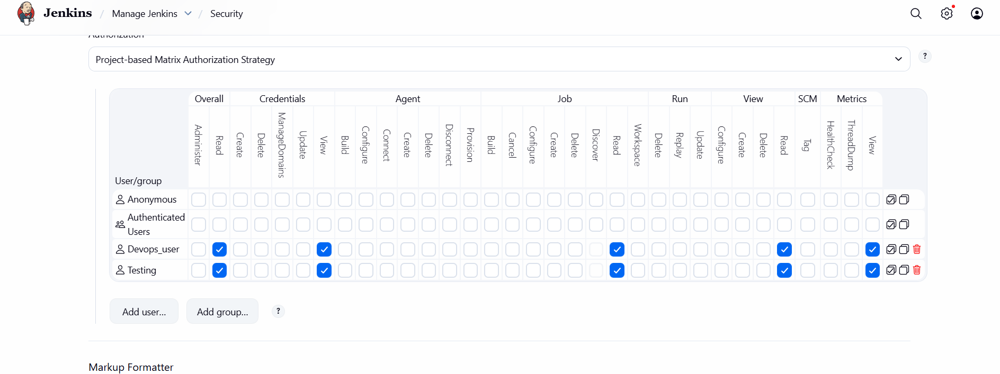 Jenkins / Manage Jenkins / Security
Authorization
Project-based Matrix Authorization Strategy
?
Overall Credentials Agent Job Run View SCM Metrics
User/group
Administer
Read
Create
Delete
ManageDomains
Update
View
Build
Configure
Connect
Create
Delete
Disconnect
Provision
Build
Cancel
Configure
Create
Delete
Discover
Read
Workspace
Delete
Replay
Update
Configure
Create
Delete
Read
Tag
HealthCheck
ThreadDump
View
Anonymous
Authenticated
Users
Devops_user
Testing
Add user... Add group... ?
Markup Formatter